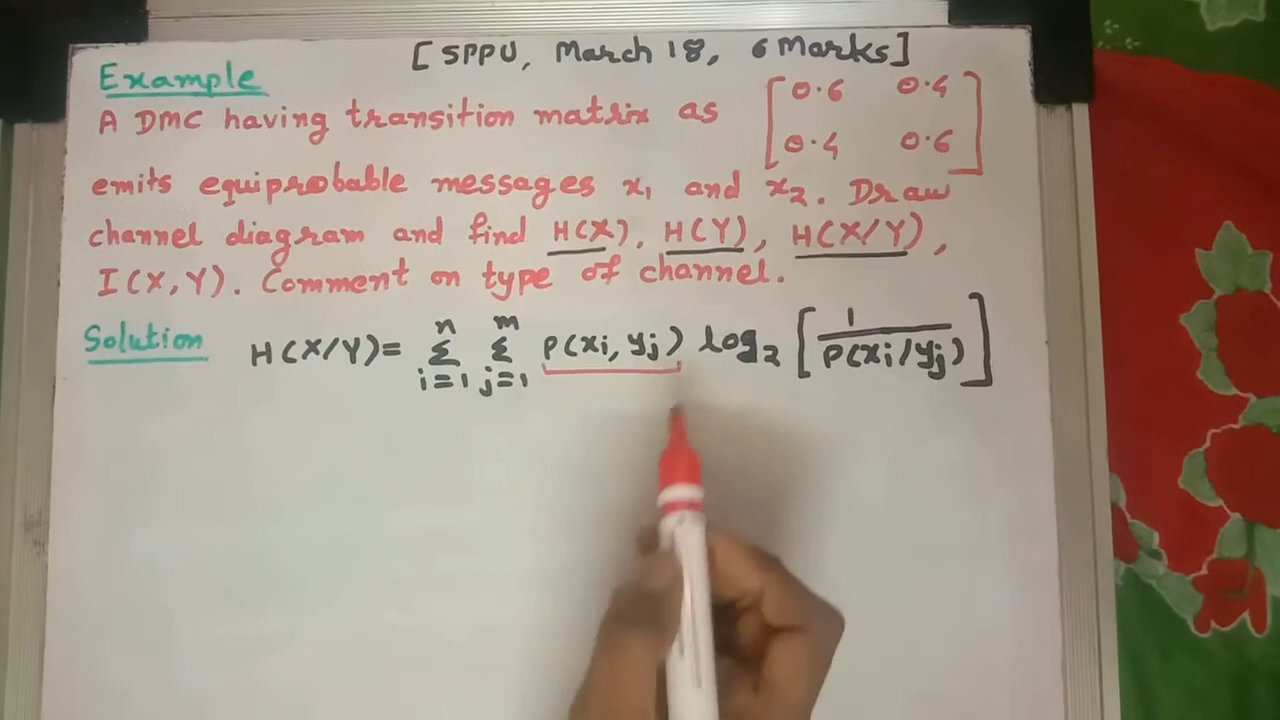 [SPPU, March 18, 6 Marks]
Example
A DMC having transition matrix as [0.6 0.4
0.4 0.6]
emits equiprobable messages x₁ and x₂. Draw
channel diagram and find H(X), H(Y), H(X/Y),
I(X,Y). Comment on type of channel.
Solution H(X/Y)= n Σ i=1 m Σ j=1 P(xi, yj) log₂ [1 / P(xi/yj)]